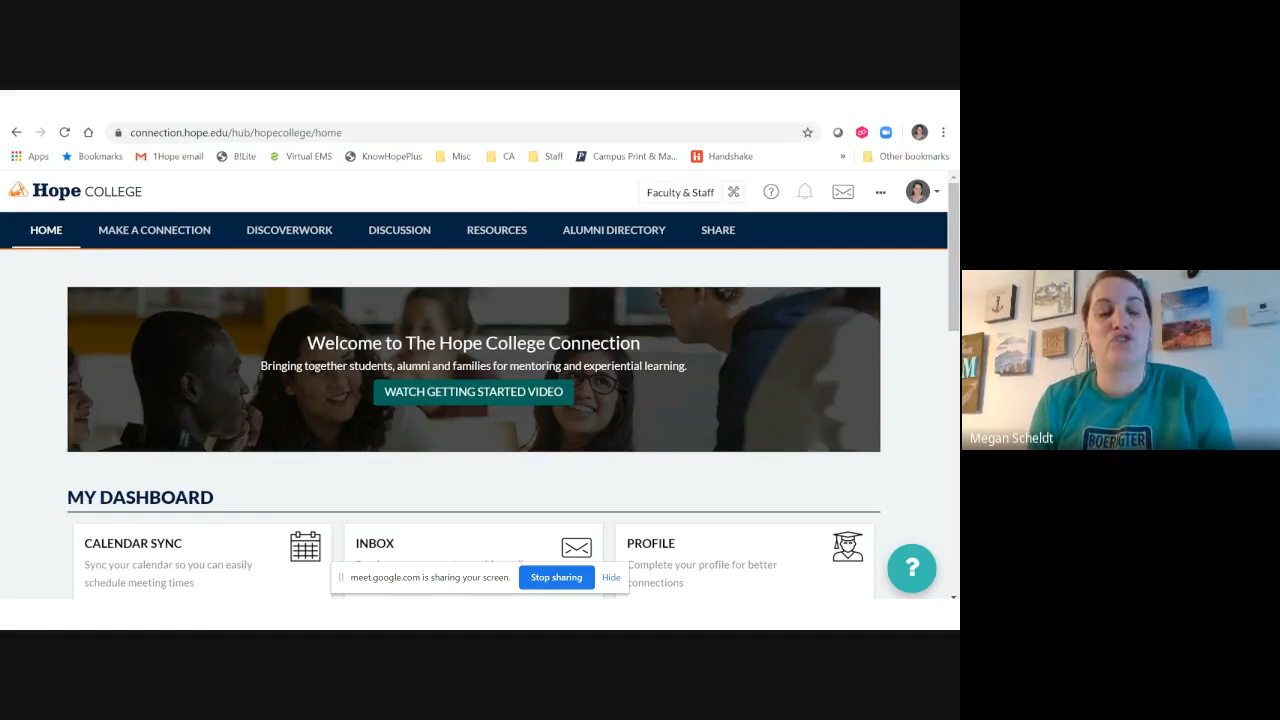 connection.hope.edu/hub/hopecollege/home
Apps Bookmarks 1Hope email B!Lite Virtual EMS KnowHopePlus Misc CA Staff Campus Print & Ma... Handshake » Other bookmarks
Hope COLLEGE Faculty & Staff
HOME MAKE A CONNECTION DISCOVERWORK DISCUSSION RESOURCES ALUMNI DIRECTORY SHARE
Welcome to The Hope College Connection
Bringing together students, alumni and families for mentoring and experiential learning.
WATCH GETTING STARTED VIDEO
MY DASHBOARD
CALENDAR SYNC
Sync your calendar so you can easily
schedule meeting times
INBOX
PROFILE
Complete your profile for better
connections
meet.google.com is sharing your screen. Stop sharing Hide
?
M
BOERIGTER
Megan Scheldt